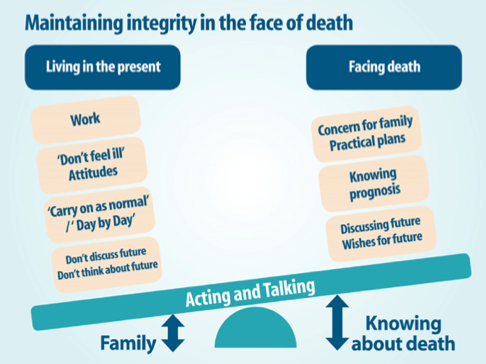 Maintaining integrity in the face of death
Living in the present
Work
'Don't feel ill'
Attitudes
'Carry on as normal'
/' Day by Day'
Don't discuss future
Don't think about future
Facing death
Concern for family
Practical plans
Knowing
prognosis
Discussing future
Wishes for future
Acting and Talking
Family
Knowing
about death